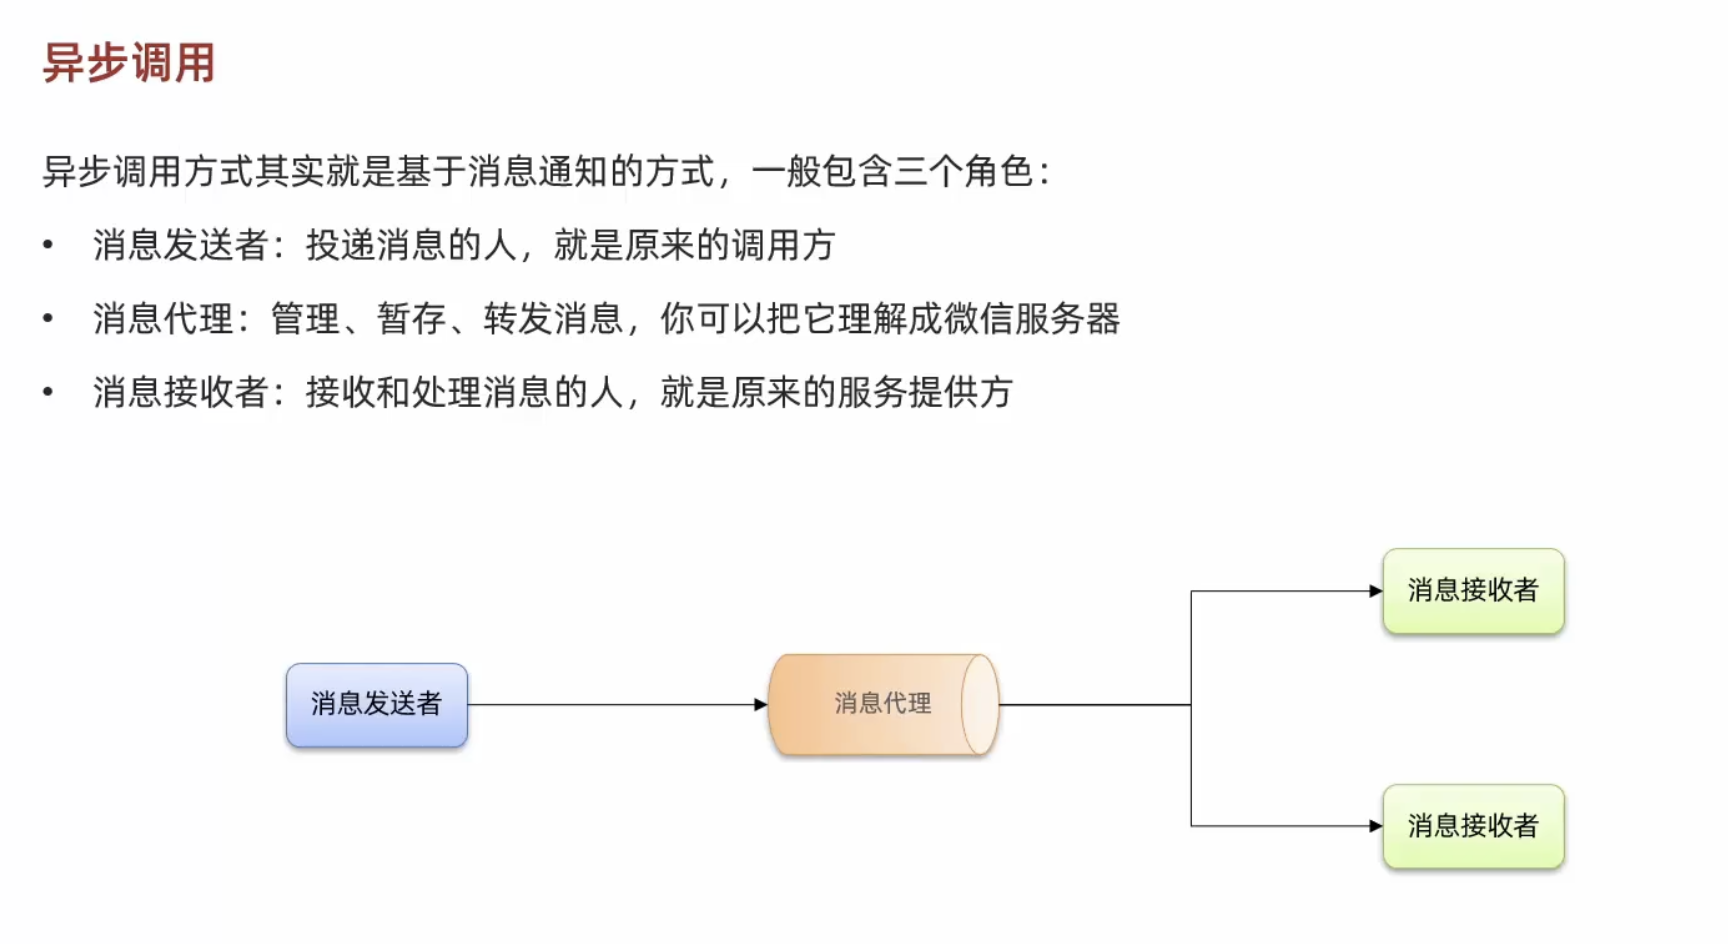 异步调用
异步调用方式其实就是基于消息通知的方式，一般包含三个角色：
• 消息发送者：投递消息的人，就是原来的调用方
• 消息代理：管理、暂存、转发消息，你可以把它理解成微信服务器
• 消息接收者：接收和处理消息的人，就是原来的服务提供方
消息接收者
消息发送者
消息代理
消息接收者